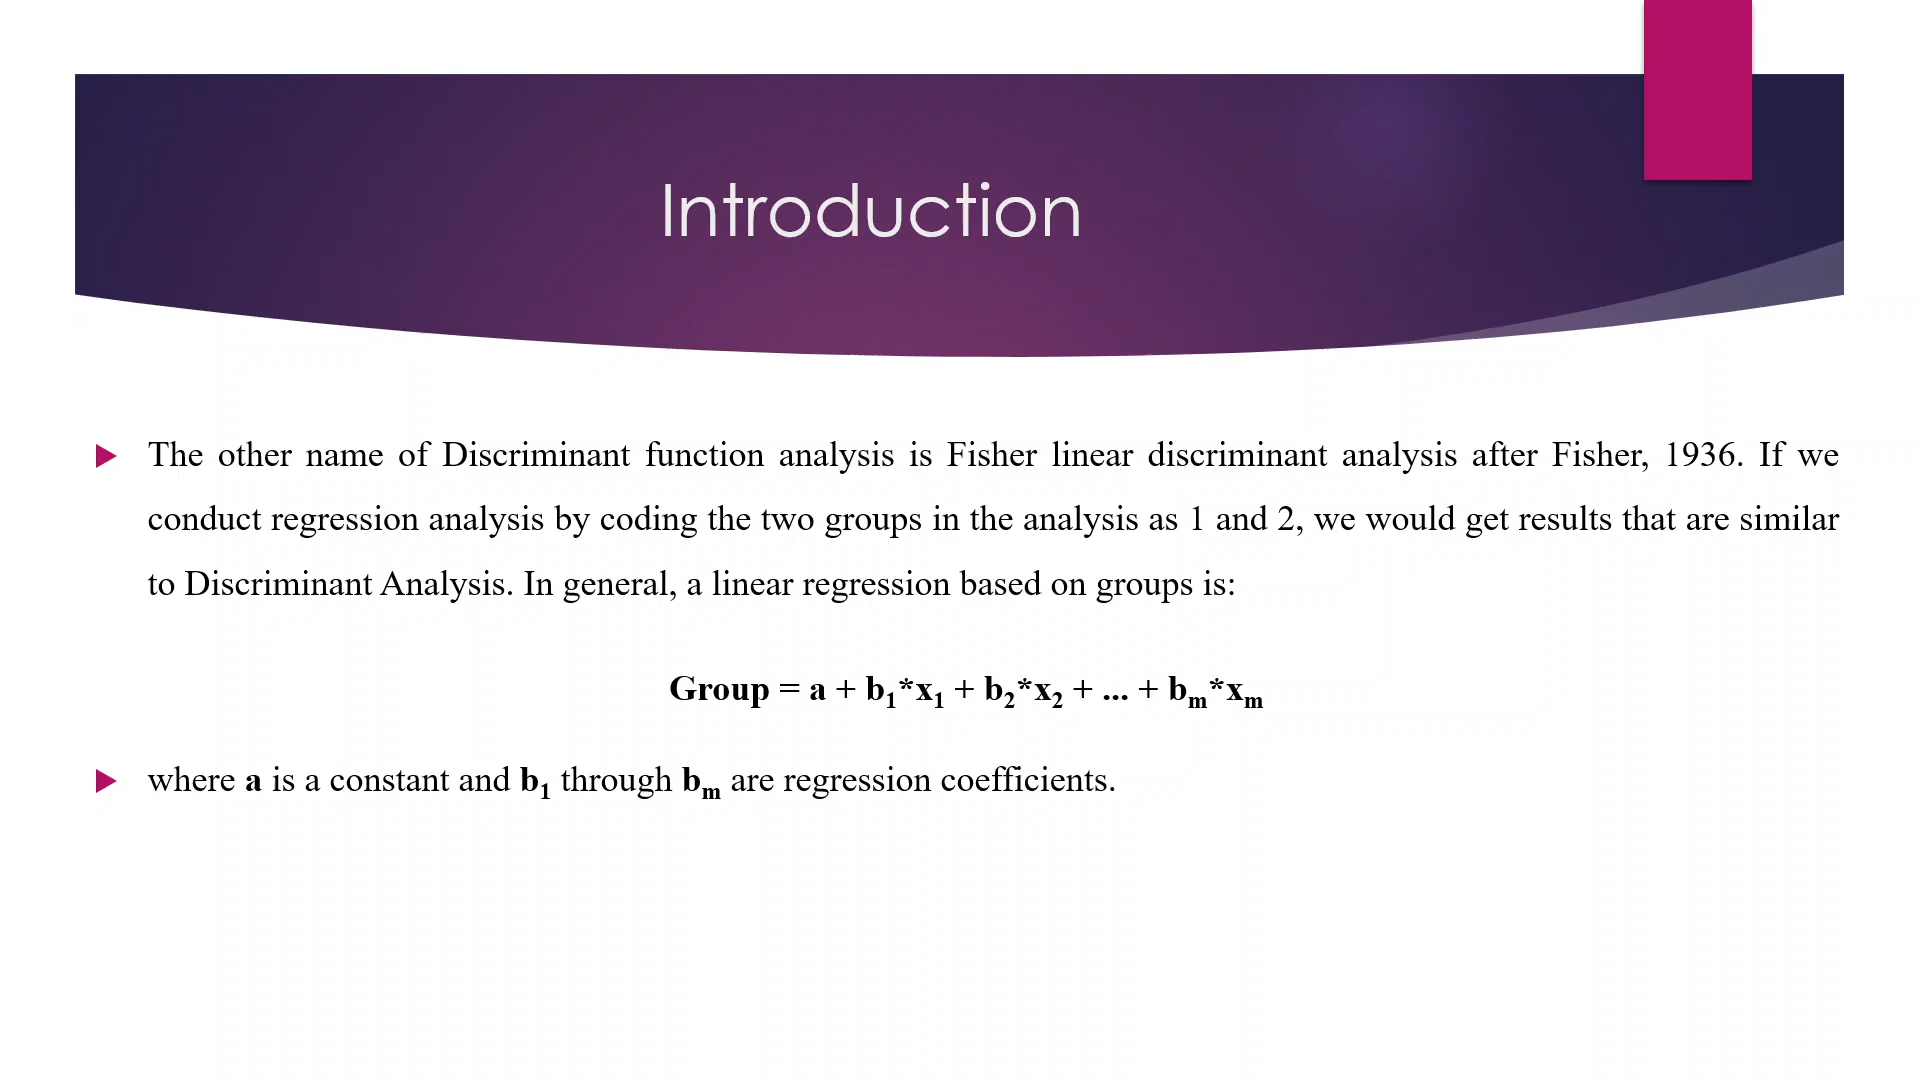 Introduction
The other name of Discriminant function analysis is Fisher linear discriminant analysis after Fisher, 1936. If we
conduct regression analysis by coding the two groups in the analysis as 1 and 2, we would get results that are similar
to Discriminant Analysis. In general, a linear regression based on groups is:
Group = a + b₁*x₁ + b₂*x₂ + ... + bₘ*xₘ
where a is a constant and b₁ through bₘ are regression coefficients.